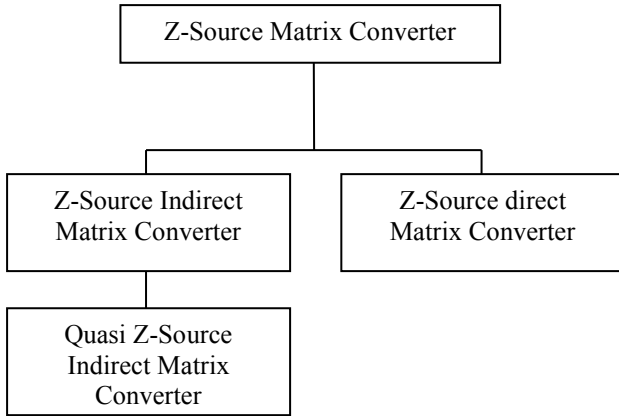 Z-Source Matrix Converter
Z-Source Indirect
Matrix Converter
Z-Source direct
Matrix Converter
Quasi Z-Source
Indirect Matrix
Converter